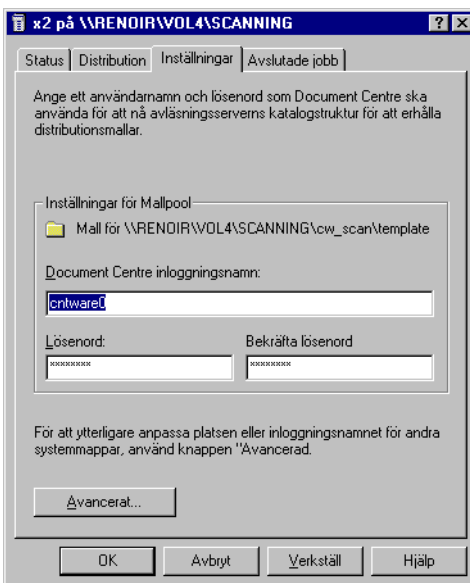 x2 på \\RENOIR\VOL4\SCANNING
Status
Distribution
Inställningar
Avslutade jobb
Ange ett användarnamn och lösenord som Document Centre ska
använda för att nå avläsningsserverns katalogstruktur för att erhålla
distributionsmallar.
Inställningar för Mallpool
Mall för \\RENOIR\VOL4\SCANNING\cw_scan\template
Document Centre inloggningsnamn:
cntware0
Lösenord:
Bekräfta lösenord
xxxxxxxx
xxxxxxxx
För att ytterligare anpassa platsen eller inloggningsnamnet för andra
systemmappar, använd knappen "Avancerad.
Avancerat...
OK
Avbryt
Verkställ
Hjälp